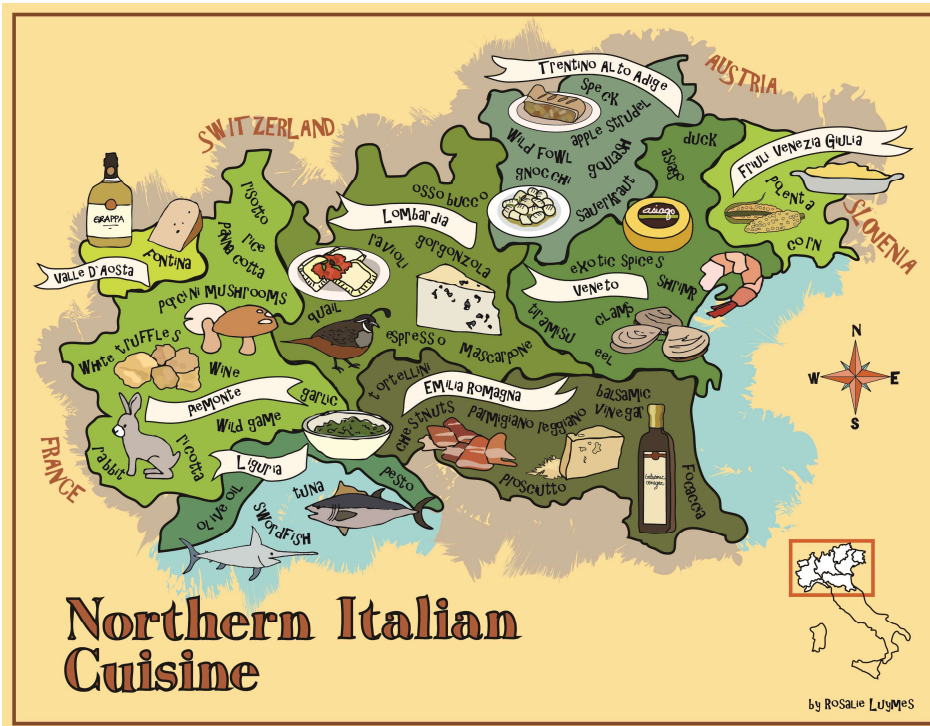 Trentino Alto Adige
AUSTRIA
Speck
apple strudel
Wild Fowl
goulash
gnocchi
sauerkraut
SWITZERLAND
duck
asiago
asiago
Friuli Venezia Giulia
polenta
corn
SLOVENIA
GRAPPA
Fontina
Valle D'Aosta
risotto
rice
panna cotta
porcini mushrooms
white truffles
wine
Piemonte
garlic
wild game
rabbit
ricotta
FRANCE
osso bucco
Lombardia
ravioli
gorgonzola
quail
espresso
mascarpone
exotic spices
Veneto
shrimp
clams
tiramisu
eel
tortellini
Emilia Romagna
balsamic
vinegar
chestnuts
parmigiano reggiano
prosciutto
balsamic
vinegar
Focaccia
Liguria
olive oil
pesto
tuna
swordfish
N
W
E
S
Northern Italian
Cuisine
by Rosalie Luymes